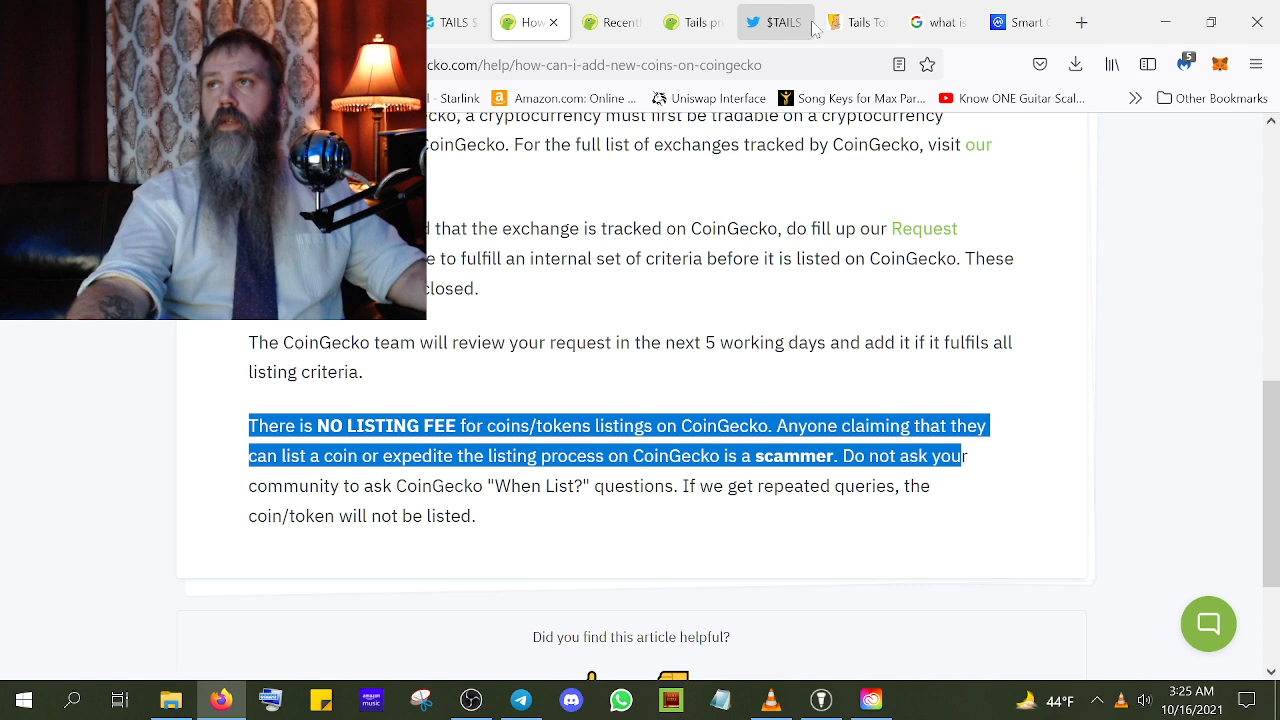 TAILS $
How
Recentl
Tails pr
$TAILS
Tails To
what is
Smart C
cko.com/help/how-can-i-add-new-coins-on-coingecko
5
l - Starlink
Amazon.com: Online...
Uniswap Interface
Keys for Max Par...
Know ONE Guitar Scal...
Other Bookmarks
cko, a cryptocurrency must first be tradable on a cryptocurrency
CoinGecko. For the full list of exchanges tracked by CoinGecko, visit our
d that the exchange is tracked on CoinGecko, do fill up our Request
e to fulfill an internal set of criteria before it is listed on CoinGecko. These
closed.
The CoinGecko team will review your request in the next 5 working days and add it if it fulfils all
listing criteria.
There is NO LISTING FEE for coins/tokens listings on CoinGecko. Anyone claiming that they
can list a coin or expedite the listing process on CoinGecko is a scammer. Do not ask your
community to ask CoinGecko "When List?" questions. If we get repeated queries, the
coin/token will not be listed.
Did you find this article helpful?
amazon music
44°F
3:25 AM
10/16/2021